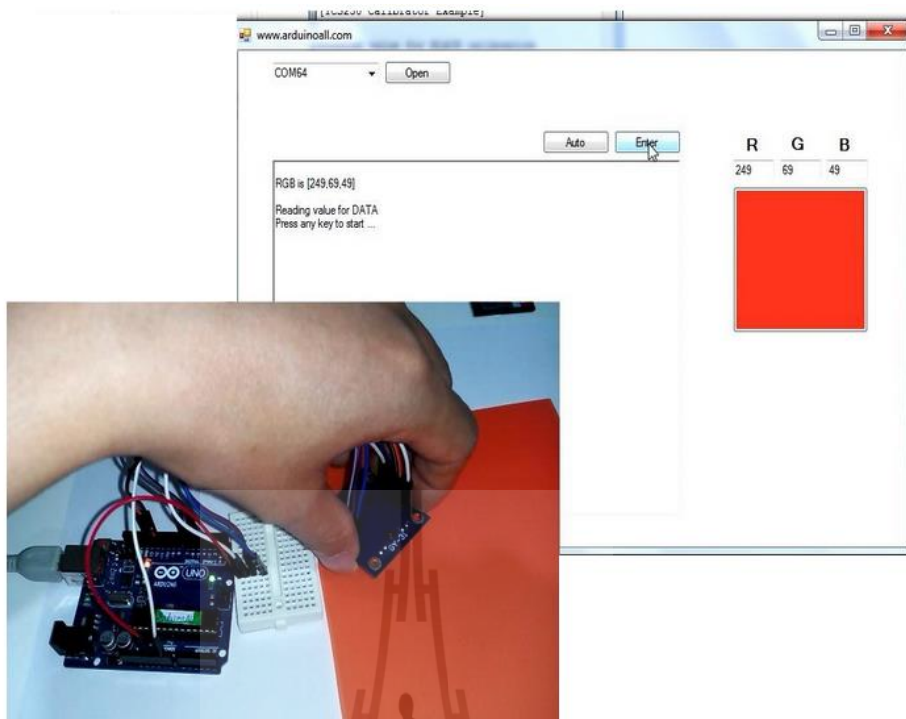 [TCS230 Calibrator Example]
www.arduinoall.com
COM64 Open
Auto Enter
R G B
249 69 49
RGB is [249,69,49]
Reading value for DATA
Press any key to start ...
UNO
ARDUINO